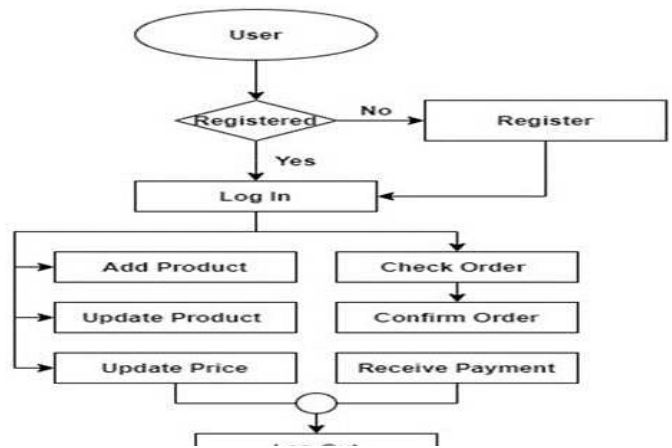 User
Registered
No
Register
Yes
Log In
Add Product
Check Order
Update Product
Confirm Order
Update Price
Receive Payment